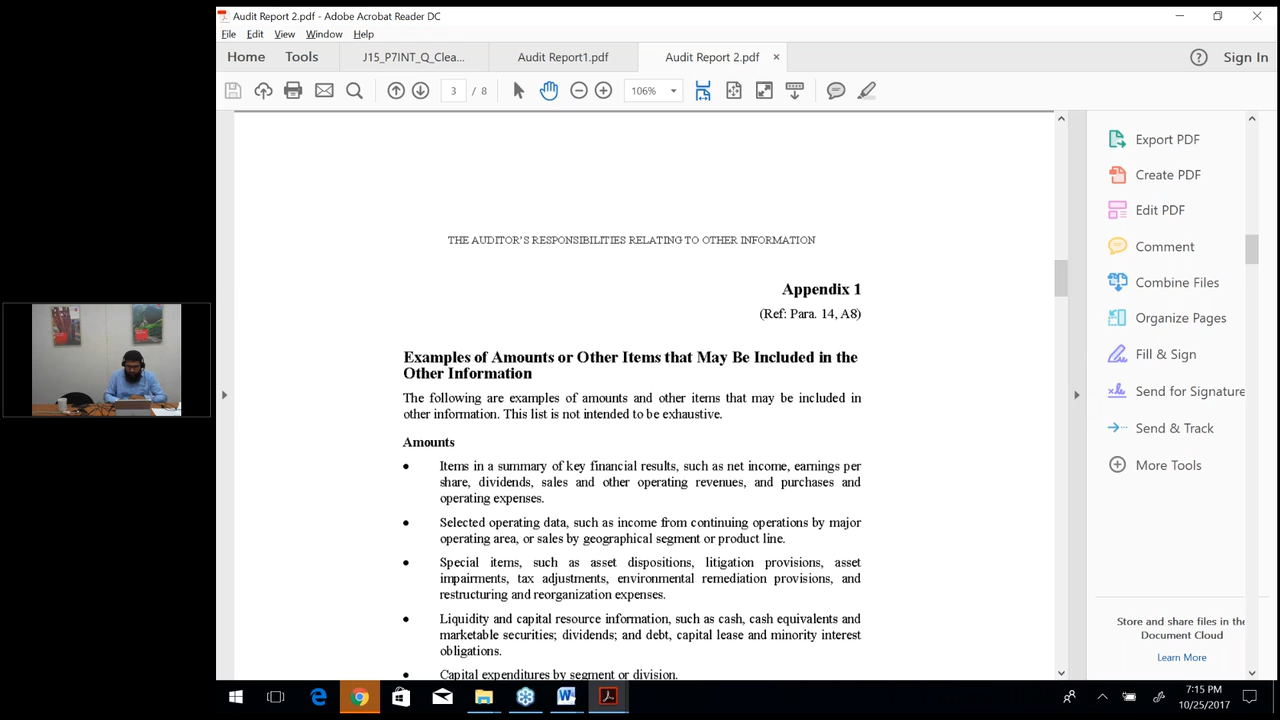 Audit Report 2.pdf - Adobe Acrobat Reader DC
File Edit View Window Help
Home Tools J15_P7INT_Q_Clea... Audit Report1.pdf Audit Report 2.pdf × Sign In
3 / 8 106%
THE AUDITOR'S RESPONSIBILITIES RELATING TO OTHER INFORMATION
Appendix 1
(Ref: Para. 14, A8)
Examples of Amounts or Other Items that May Be Included in the
Other Information
The following are examples of amounts and other items that may be included in
other information. This list is not intended to be exhaustive.
Amounts
• Items in a summary of key financial results, such as net income, earnings per
share, dividends, sales and other operating revenues, and purchases and
operating expenses.
• Selected operating data, such as income from continuing operations by major
operating area, or sales by geographical segment or product line.
• Special items, such as asset dispositions, litigation provisions, asset
impairments, tax adjustments, environmental remediation provisions, and
restructuring and reorganization expenses.
• Liquidity and capital resource information, such as cash, cash equivalents and
marketable securities; dividends; and debt, capital lease and minority interest
obligations.
• Capital expenditures by segment or division.
Export PDF
Create PDF
Edit PDF
Comment
Combine Files
Organize Pages
Fill & Sign
Send for Signature
Send & Track
More Tools
Store and share files in the
Document Cloud
Learn More
7:15 PM
10/25/2017